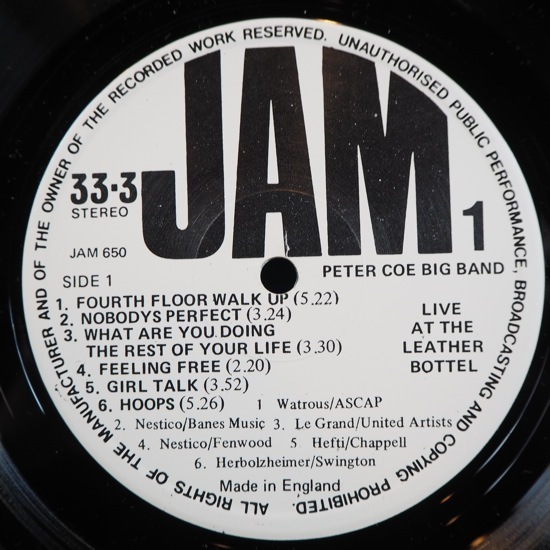 ALL RIGHTS OF THE MANUFACTURER AND OF THE OWNER OF THE RECORDED WORK RESERVED. UNAUTHORISED PUBLIC PERFORMANCE, BROADCASTING AND COPYING PROHIBITED.
JAM
33·3
STEREO
1
JAM 650
PETER COE BIG BAND
SIDE 1
1. FOURTH FLOOR WALK UP (5.22)
2. NOBODYS PERFECT (3.24)
3. WHAT ARE YOU DOING
THE REST OF YOUR LIFE (3.30)
4. FEELING FREE (2.20)
5. GIRL TALK (3.52)
6. HOOPS (5.26)
LIVE
AT THE
LEATHER
BOTTEL
1 Watrous/ASCAP
2. Nestico/Banes Music 3. Le Grand/United Artists
4. Nestico/Fenwood 5 Hefti/Chappell
6. Herbolzheimer/Swington
Made in England